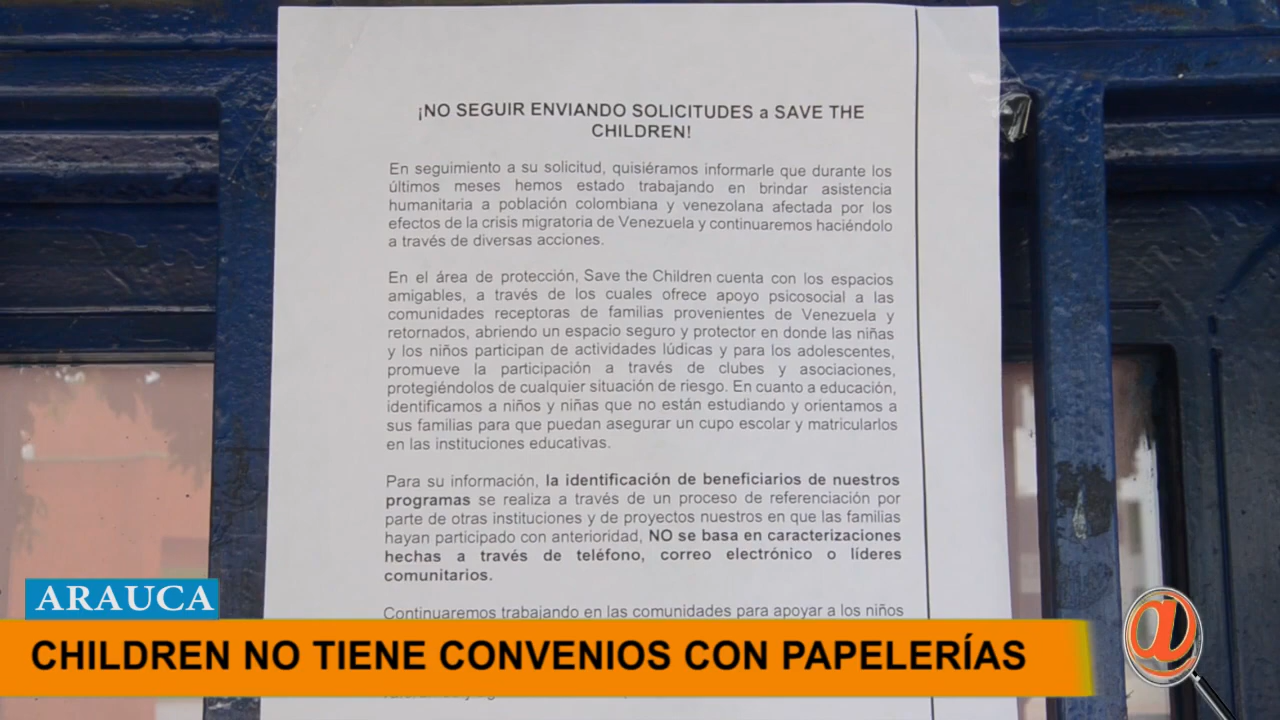 ¡NO SEGUIR ENVIANDO SOLICITUDES a SAVE THE
CHILDREN!
En seguimiento a su solicitud, quisiéramos informarle que durante los
últimos meses hemos estado trabajando en brindar asistencia
humanitaria a población colombiana y venezolana afectada por los
efectos de la crisis migratoria de Venezuela y continuaremos haciéndolo
a través de diversas acciones.
En el área de protección, Save the Children cuenta con los espacios
amigables, a través de los cuales ofrece apoyo psicosocial a las
comunidades receptoras de familias provenientes de Venezuela y
retornados, abriendo un espacio seguro y protector en donde las niñas
y los niños participan de actividades lúdicas y para los adolescentes,
promueve la participación a través de clubes y asociaciones,
protegiéndolos de cualquier situación de riesgo. En cuanto a educación,
identificamos a niños y niñas que no están estudiando y orientamos a
sus familias para que puedan asegurar un cupo escolar y matricularlos
en las instituciones educativas.
Para su información, la identificación de beneficiarios de nuestros
programas se realiza a través de un proceso de referenciación por
parte de otras instituciones y de proyectos nuestros en que las familias
hayan participado con anterioridad, NO se basa en caracterizaciones
hechas a través de teléfono, correo electrónico o líderes
comunitarios.
Continuaremos trabajando en las comunidades para apoyar a los niños
ARAUCA
CHILDREN NO TIENE CONVENIOS CON PAPELERÍAS
@